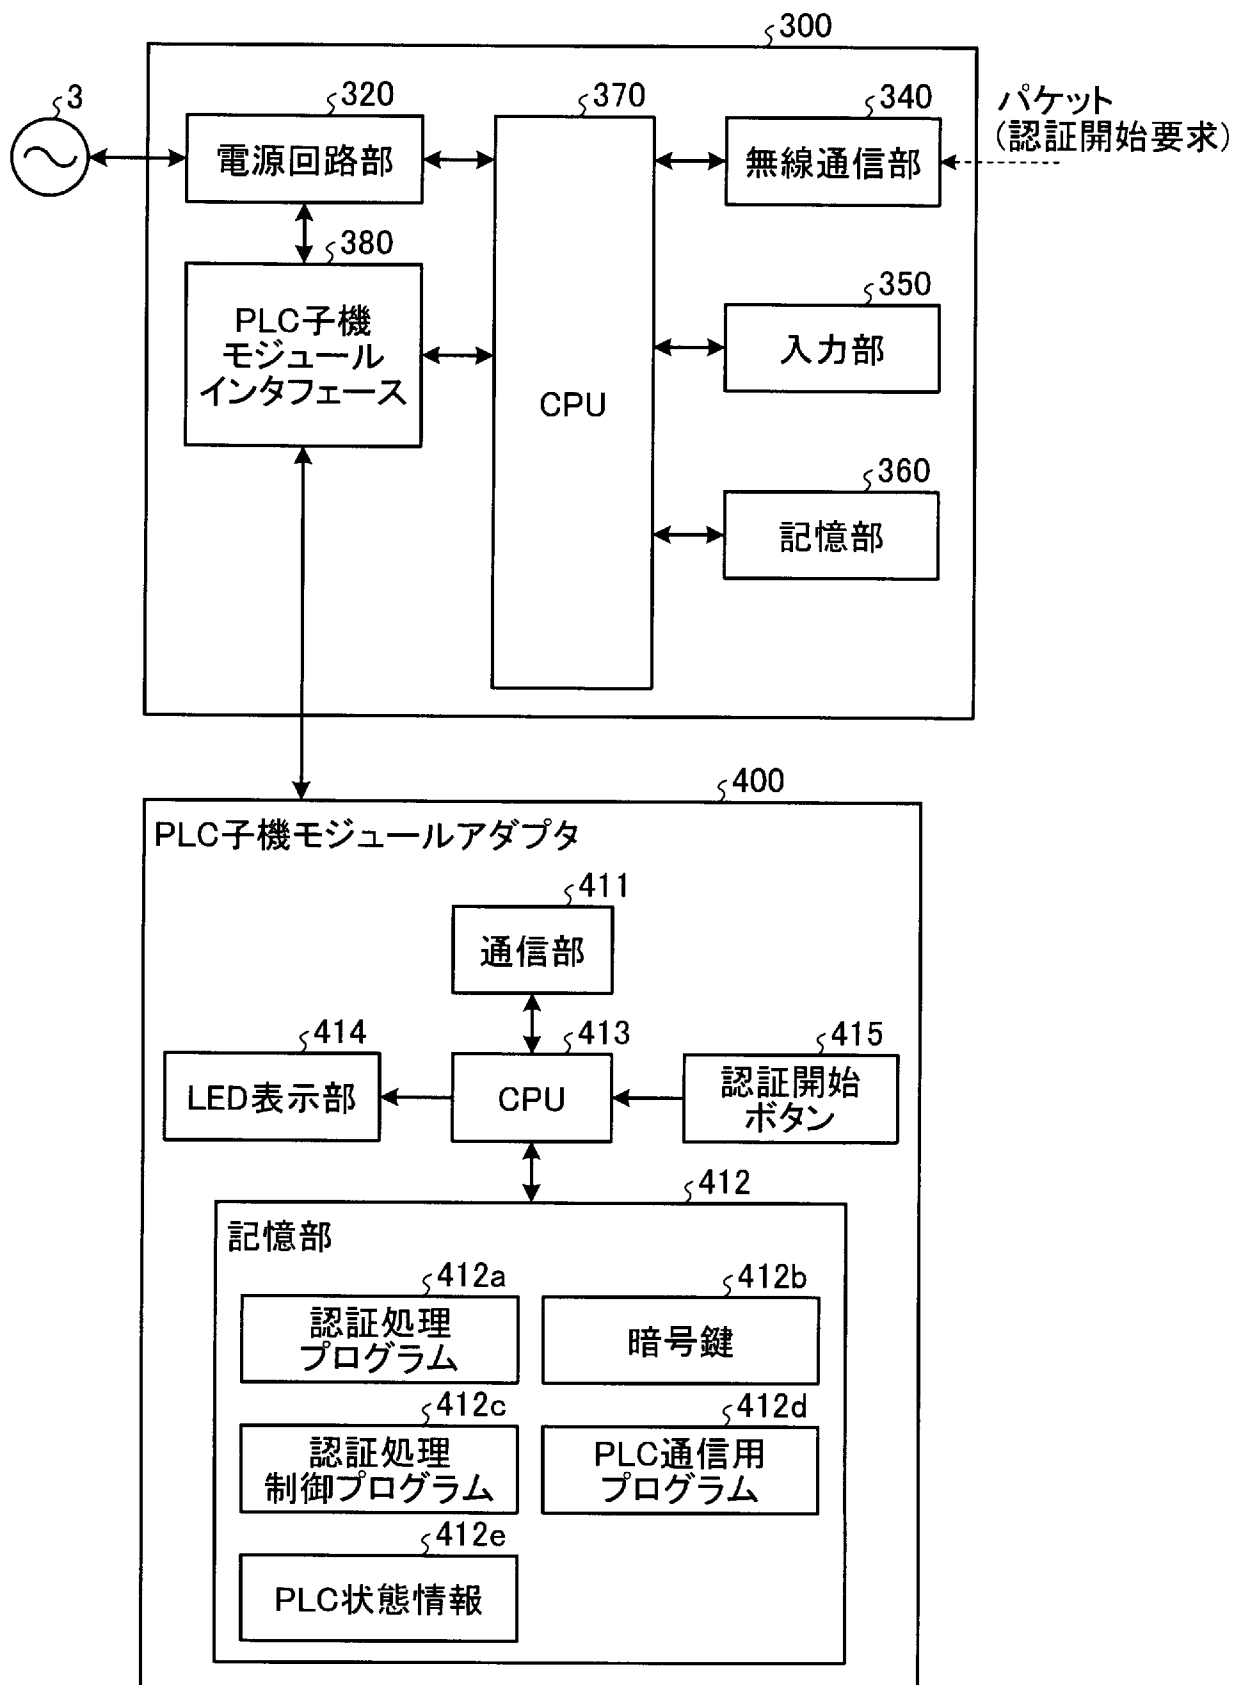 300
3
320
370
340
パケット
(認証開始要求)
電源回路部
無線通信部
380
PLC子機
モジュール
インタフェース
350
入力部
CPU
360
記憶部
400
PLC子機モジュールアダプタ
411
通信部
414
413
415
LED表示部
CPU
認証開始
ボタン
412
記憶部
412a
412b
認証処理
プログラム
暗号鍵
412c
412d
認証処理
制御プログラム
PLC通信用
プログラム
412e
PLC状態情報